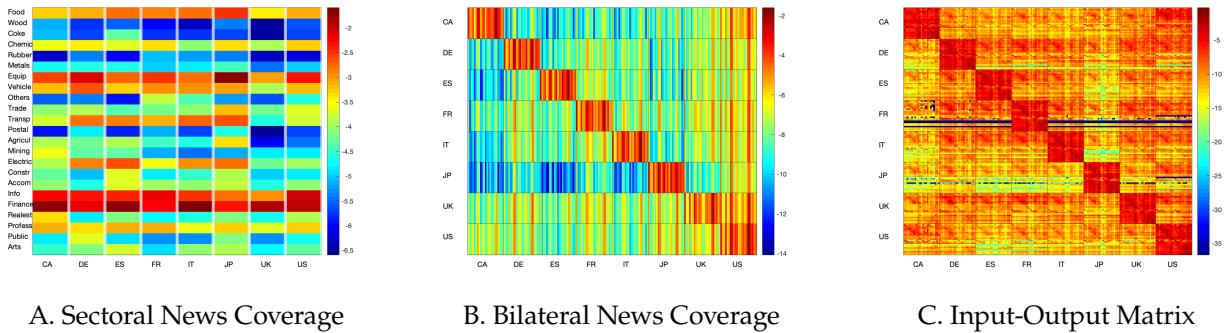 Food
Wood
Coke
Chemic
Rubber
Metals
Equip
Vehicle
Others
Trade
Transp
Postal
Agricul
Mining
Electric
Constr
Accom
Info
Finance
Realest
Profess
Public
Arts
CA DE ES FR IT JP UK US
-2
-2.5
-3
-3.5
-4
-4.5
-5
-5.5
-6
-6.5
CA
DE
ES
FR
IT
JP
UK
US
CA DE ES FR IT JP UK US
-2
-4
-6
-8
-10
-12
-14
CA
DE
ES
FR
IT
JP
UK
US
CA DE ES FR IT JP UK US
-5
-10
-15
-20
-25
-30
-35
A. Sectoral News Coverage
B. Bilateral News Coverage
C. Input-Output Matrix